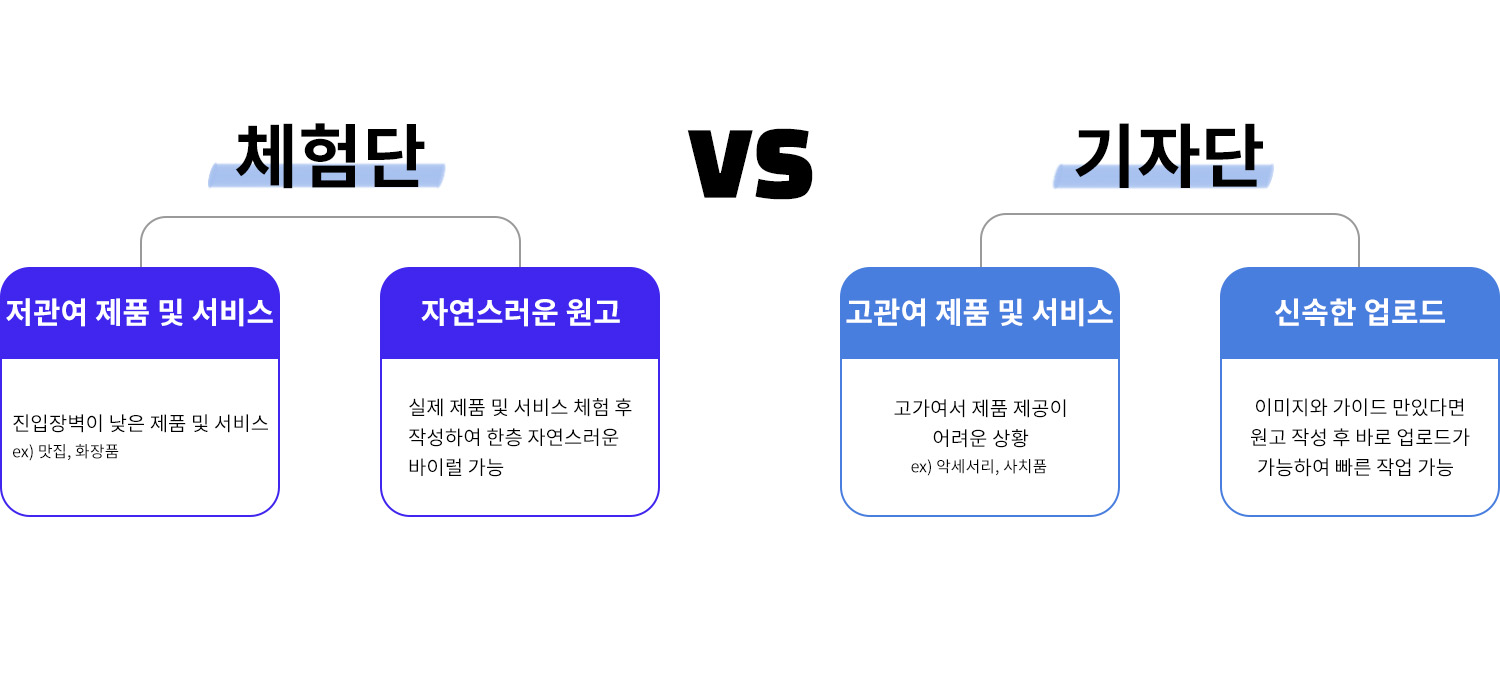 체험단
VS
기자단
저관여 제품 및 서비스
진입장벽이 낮은 제품 및 서비스
ex) 맛집, 화장품
자연스러운 원고
실제 제품 및 서비스 체험 후
작성하여 한층 자연스러운
바이럴 가능
고관여 제품 및 서비스
고가여서 제품 제공이
어려운 상황
ex) 악세서리, 사치품
신속한 업로드
이미지와 가이드 만있다면
원고 작성 후 바로 업로드가
가능하여 빠른 작업 가능